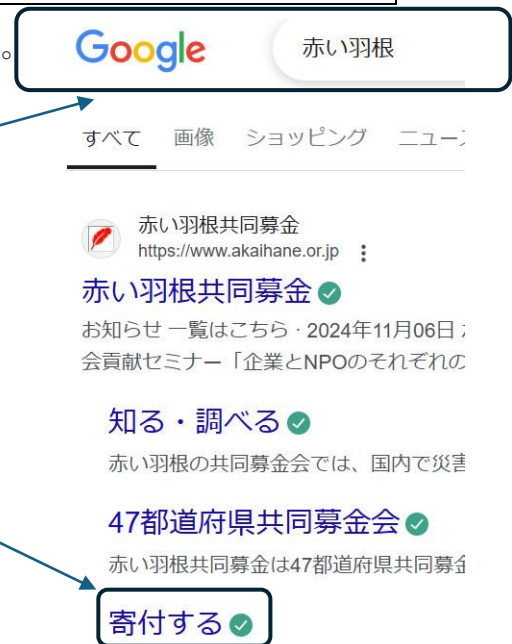 。
Google 赤い羽根
すべて 画像 ショッピング ニュース
赤い羽根共同募金
https://www.akaihane.or.jp
赤い羽根共同募金
お知らせ 一覧はこちら · 2024年11月06日
会貢献セミナー「企業とNPOのそれぞれの
知る・調べる
赤い羽根の共同募金会では、国内で災害
47都道府県共同募金会
赤い羽根共同募金は47都道府県共同募金
寄付する